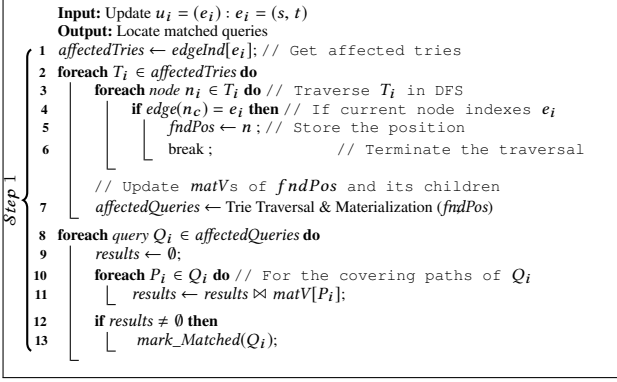 Input: Update u_i = (e_i) : e_i = (s, t)
Output: Locate matched queries
1 affectedTries ← edgeInd[e_i]; // Get affected tries
2 foreach T_i ∈ affectedTries do
3 foreach node n_i ∈ T_i do // Traverse T_i in DFS
4 if edge(n_c) = e_i then // If current node indexes e_i
5 fndPos ← n ; // Store the position
6 break ; // Terminate the traversal
// Update matVs of fndPos and its children
7 affectedQueries ← Trie Traversal & Materialization (fndPos)
8 foreach query Q_i ∈ affectedQueries do
9 results ← ∅;
10 foreach P_i ∈ Q_i do // For the covering paths of Q_i
11 results ← results ⋈ matV[P_i];
12 if results ≠ ∅ then
13 mark_Matched(Q_i);
Step 1